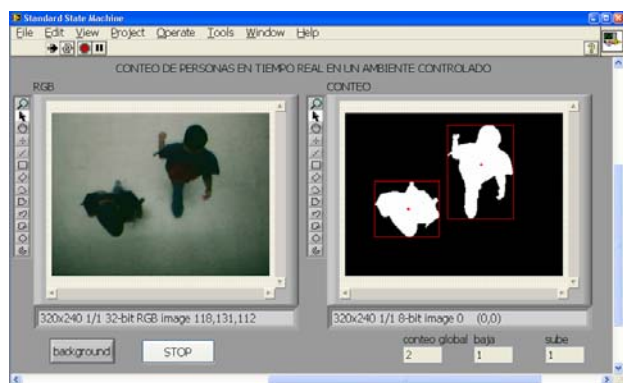 Standard State Machine
File Edit View Project Operate Tools Window Help
CONTEO DE PERSONAS EN TIEMPO REAL EN UN AMBIENTE CONTROLADO
RGB
CONTEO
320x240 1/1 32-bit RGB image 118,131,112
320x240 1/1 8-bit image 0 (0,0)
background
STOP
conteo global baja sube
2 1 1